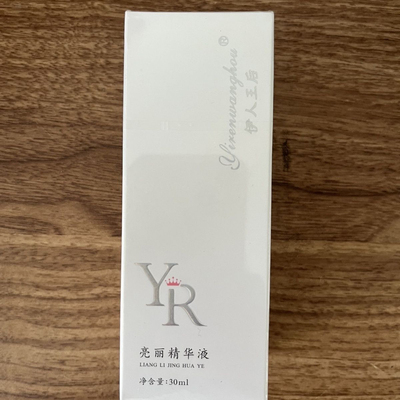 Yirenwanghou®
伊人王后
YR
亮丽精华液
LIANG LI JING HUA YE
净含量:30ml